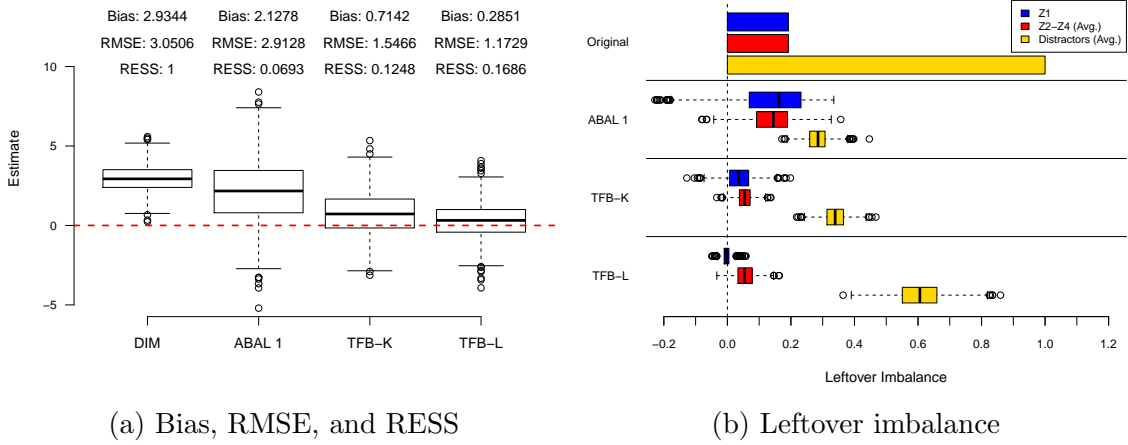 Bias: 2.9344 Bias: 2.1278 Bias: 0.7142 Bias: 0.2851
RMSE: 3.0506 RMSE: 2.9128 RMSE: 1.5466 RMSE: 1.1729
RESS: 1 RESS: 0.0693 RESS: 0.1248 RESS: 0.1686
10
5
0
−5
Estimate
DIM ABAL 1 TFB−K TFB−L
(a) Bias, RMSE, and RESS
Z1
Z2−Z4 (Avg.)
Distractors (Avg.)
Original
ABAL 1
TFB−K
TFB−L
−0.2 0.0 0.2 0.4 0.6 0.8 1.0 1.2
Leftover Imbalance
(b) Leftover imbalance